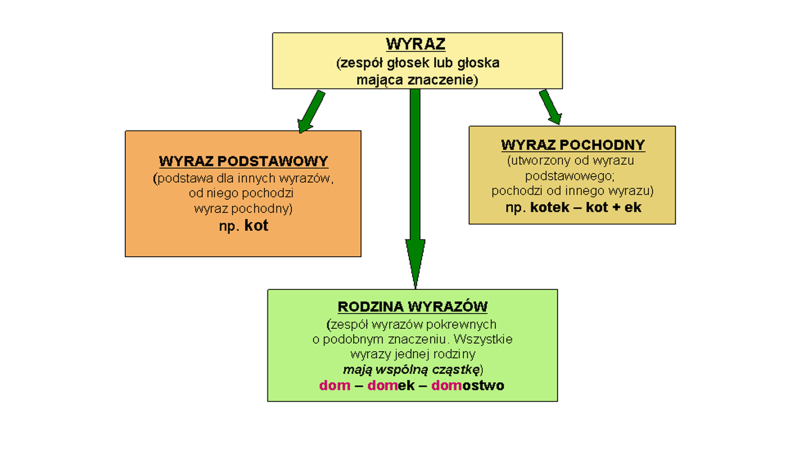 WYRAZ
(zespół głosek lub głoska
mająca znaczenie)
WYRAZ PODSTAWOWY
(podstawa dla innych wyrazów,
od niego pochodzi
wyraz pochodny)
np. kot
WYRAZ POCHODNY
(utworzony od wyrazu
podstawowego;
pochodzi od innego wyrazu)
np. kotek – kot + ek
RODZINA WYRAZÓW
(zespół wyrazów pokrewnych
o podobnym znaczeniu. Wszystkie
wyrazy jednej rodziny
mają wspólną cząstkę)
dom – domek – domostwo